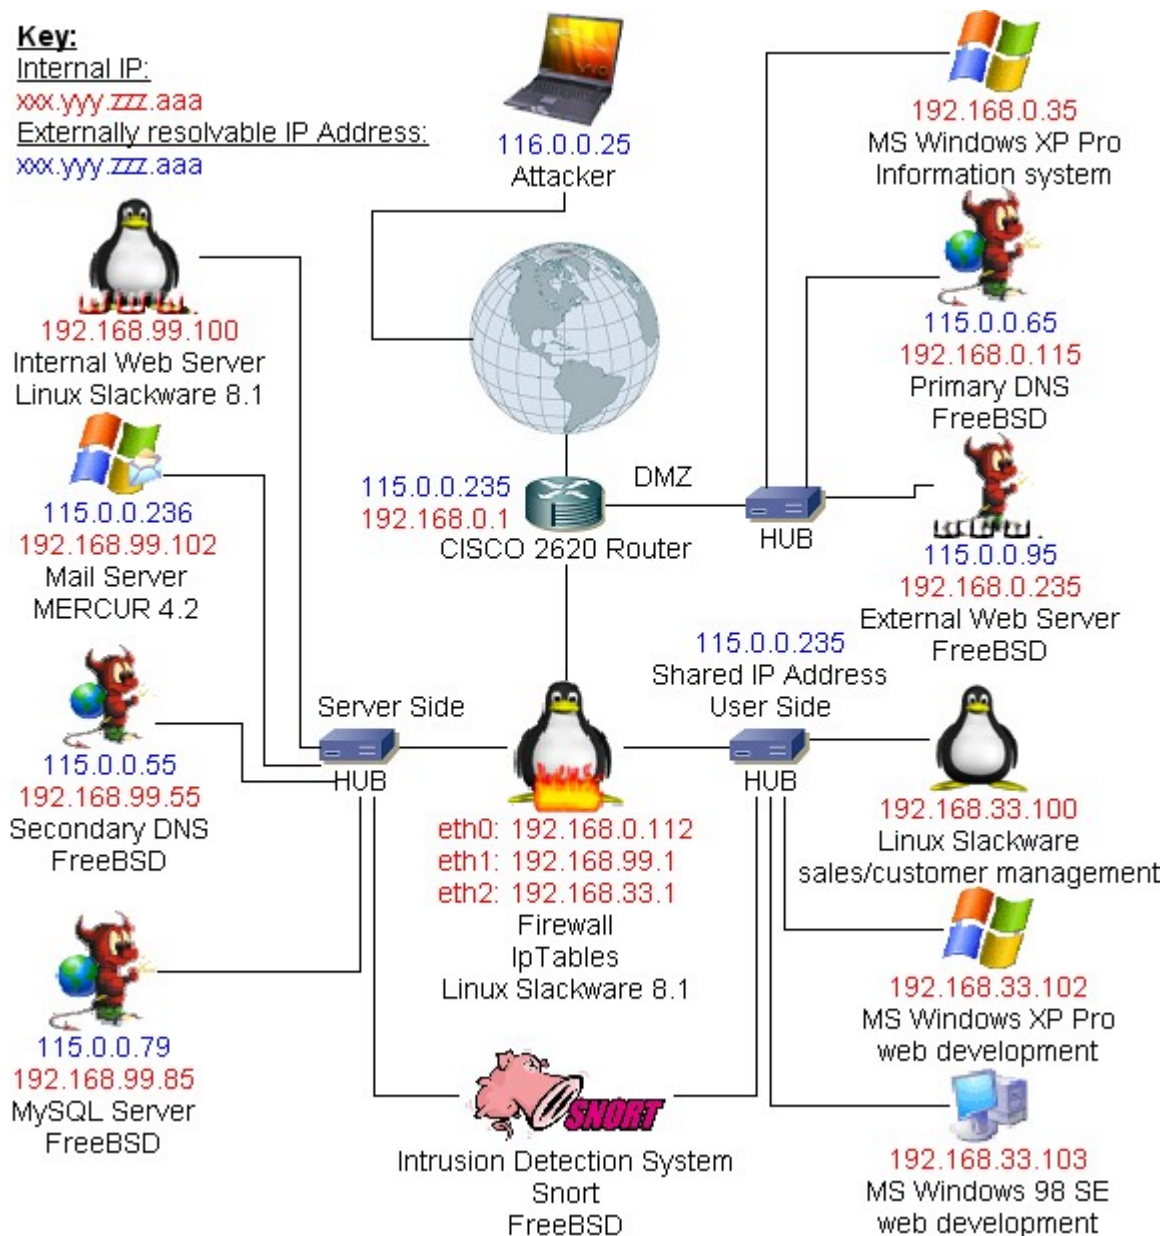 Key:
Internal IP:
xxx.yyy.zzz.aaa
Externally resolvable IP Address:
xxx.yyy.zzz.aaa
116.0.0.25
Attacker
192.168.0.35
MS Windows XP Pro
Information system
192.168.99.100
Internal Web Server
Linux Slackware 8.1
115.0.0.65
192.168.0.115
Primary DNS
FreeBSD
115.0.0.236
192.168.99.102
Mail Server
MERCUR 4.2
115.0.0.235
192.168.0.1
CISCO 2620 Router
DMZ
HUB
115.0.0.95
192.168.0.235
External Web Server
FreeBSD
115.0.0.55
192.168.99.55
Secondary DNS
FreeBSD
Server Side
HUB
115.0.0.235
Shared IP Address
User Side
HUB
eth0: 192.168.0.112
eth1: 192.168.99.1
eth2: 192.168.33.1
Firewall
IpTables
Linux Slackware 8.1
192.168.33.100
Linux Slackware
sales/customer management
192.168.33.102
MS Windows XP Pro
web development
115.0.0.79
192.168.99.85
MySQL Server
FreeBSD
SNORT
Intrusion Detection System
Snort
FreeBSD
192.168.33.103
MS Windows 98 SE
web development